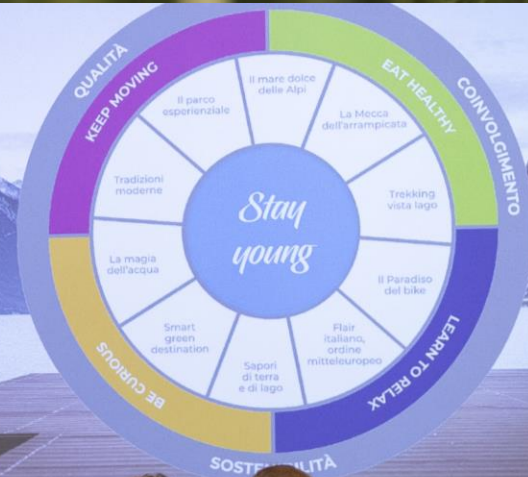 QUALITÀ
COINVOLGIMENTO
KEEP MOVING
EAT HEALTHY
LEARN TO RELAX
BE CURIOUS
Il mare dolce
delle Alpi
La Mecca
dell'arrampicata
Trekking
vista lago
Il Paradiso
del bike
Flair
italiano,
ordine
mitteleuropeo
Sapori
di terra
e di lago
Smart
green
destination
La magia
dell'acqua
Tradizioni
moderne
Il parco
esperienziale
Stay
young